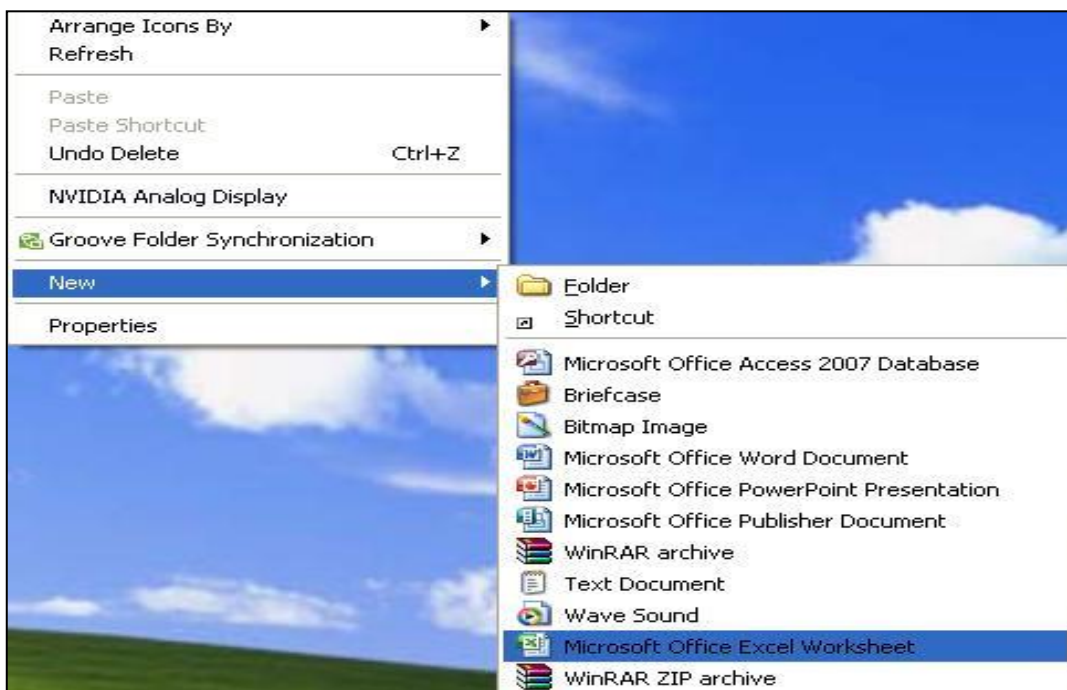 Arrange Icons By
Refresh
Paste
Paste Shortcut
Undo Delete Ctrl+Z
NVIDIA Analog Display
Groove Folder Synchronization
New
Properties
Folder
Shortcut
Microsoft Office Access 2007 Database
Briefcase
Bitmap Image
Microsoft Office Word Document
Microsoft Office PowerPoint Presentation
Microsoft Office Publisher Document
WinRAR archive
Text Document
Wave Sound
Microsoft Office Excel Worksheet
WinRAR ZIP archive